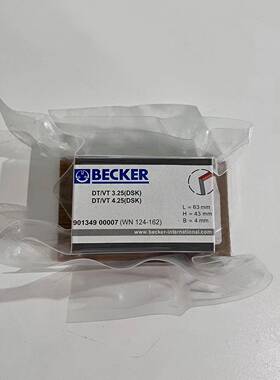 BECKER
DT/VT 3.25(DSK)
DT/VT 4.25(DSK)
901349 00007 (WN 124-162)
L = 63 mm
H = 43 mm
B = 4 mm
www.becker-international.com